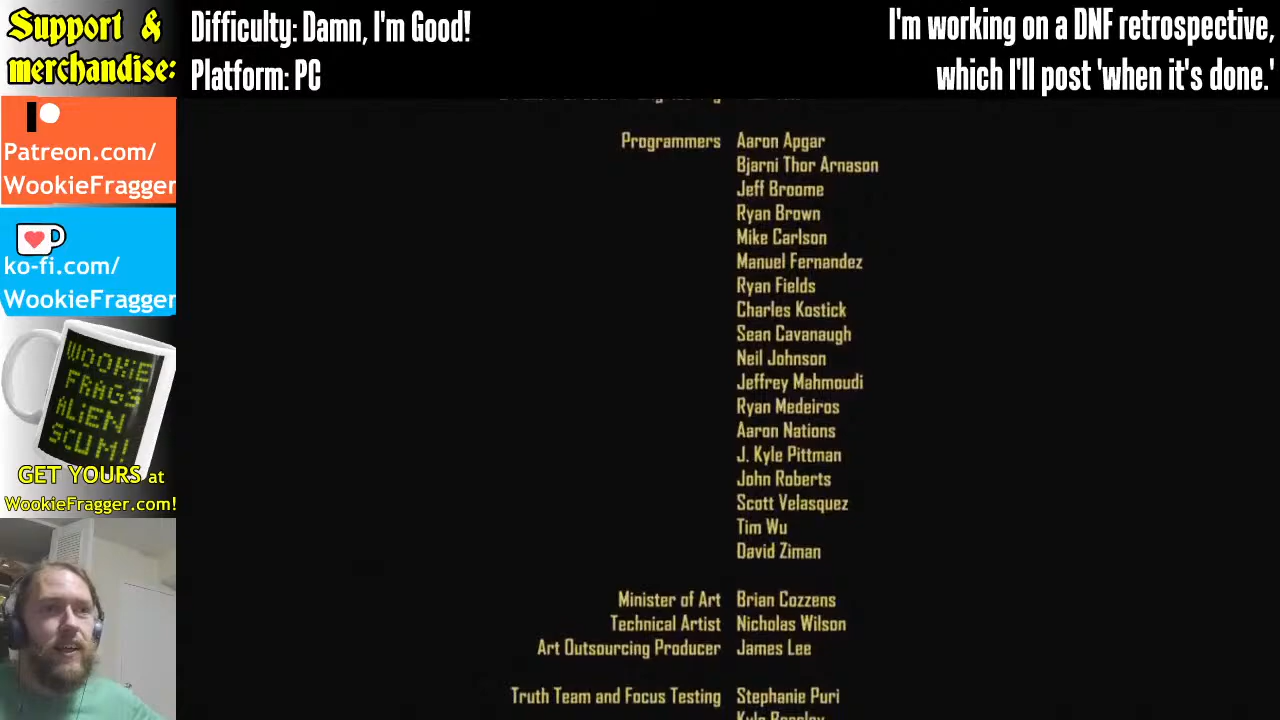 Support &
merchandise:
Difficulty: Damn, I'm Good!
Platform: PC
I'm working on a DNF retrospective,
which I'll post 'when it's done.'
Patreon.com/
WookieFragger
ko-fi.com/
WookieFragger
WOOKiE
FRAGS
ALiEN
SCUM!
GET YOURS at
WookieFragger.com!
Programmers Aaron Apgar
Bjarni Thor Arnason
Jeff Broome
Ryan Brown
Mike Carlson
Manuel Fernandez
Ryan Fields
Charles Kostick
Sean Cavanaugh
Neil Johnson
Jeffrey Mahmoudi
Ryan Medeiros
Aaron Nations
J. Kyle Pittman
John Roberts
Scott Velasquez
Tim Wu
David Ziman
Minister of Art Brian Cozzens
Technical Artist Nicholas Wilson
Art Outsourcing Producer James Lee
Truth Team and Focus Testing Stephanie Puri